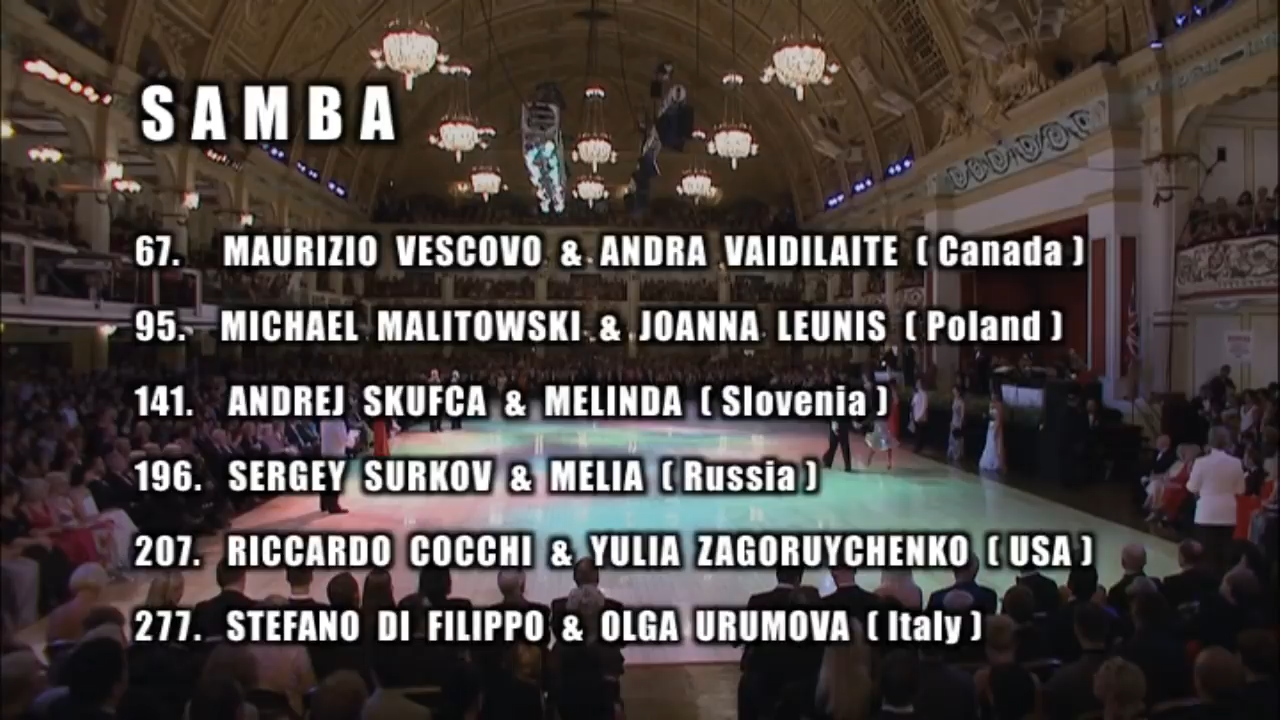 SAMBA
67. MAURIZIO VESCOVO & ANDRA VAIDILAITE ( Canada )
95. MICHAEL MALITOWSKI & JOANNA LEUNIS ( Poland )
141. ANDREJ SKUFCA & MELINDA ( Slovenia )
196. SERGEY SURKOV & MELIA ( Russia )
207. RICCARDO COCCHI & YULIA ZAGORUYCHENKO ( USA )
277. STEFANO DI FILIPPO & OLGA URUMOVA ( Italy )